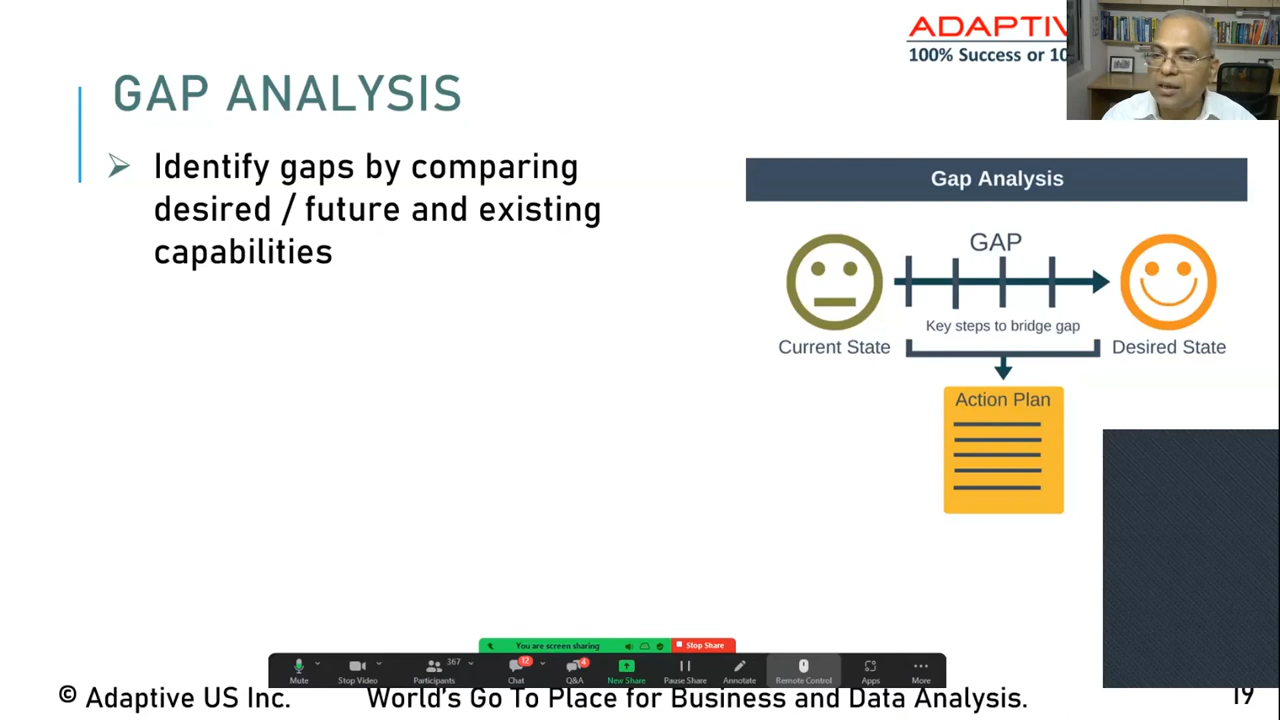 ADAPTIV
100% Success or 10
GAP ANALYSIS
Identify gaps by comparing
desired / future and existing
capabilities
Gap Analysis
GAP
Key steps to bridge gap
Current State
Desired State
Action Plan
You are screen sharing
Stop Share
Mute
Stop Video
Participants
367
Chat
12
Q&A
4
New Share
Pause Share
Annotate
Remote Control
Apps
More
© Adaptive US Inc.
World's Go To Place for Business and Data Analysis.
19